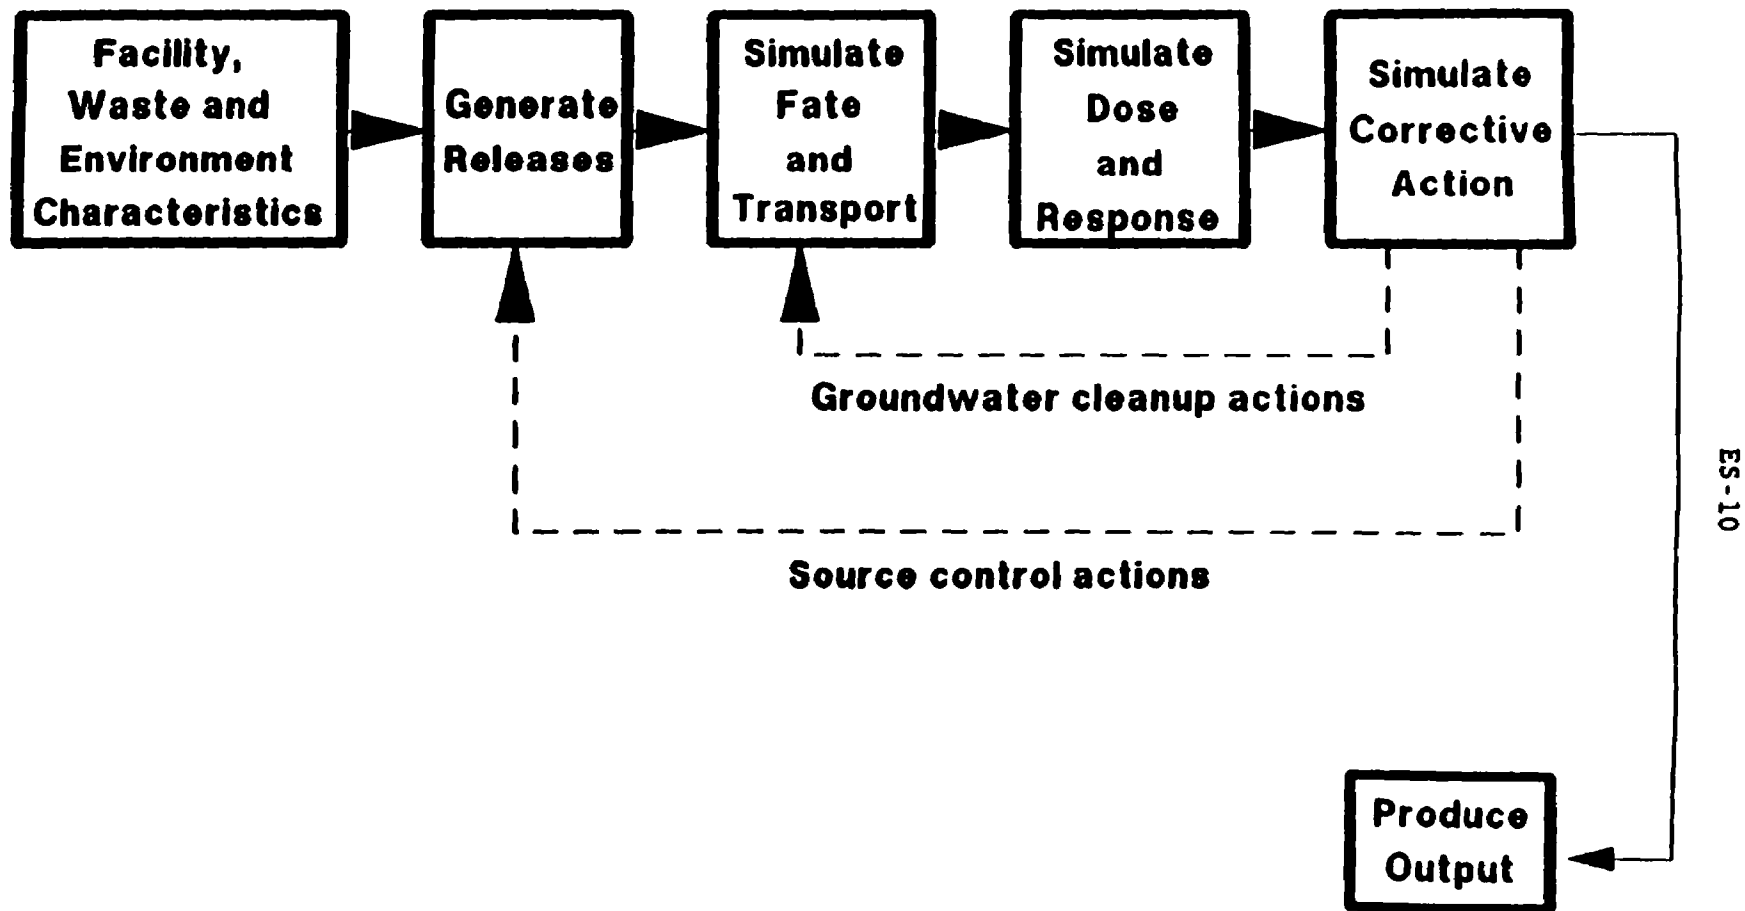 Facility,
Waste and
Environment
Characteristics
Generate
Releases
Simulate
Fate
and
Transport
Simulate
Dose
and
Response
Simulate
Corrective
Action
Groundwater cleanup actions
Source control actions
ES-10
Produce
Output